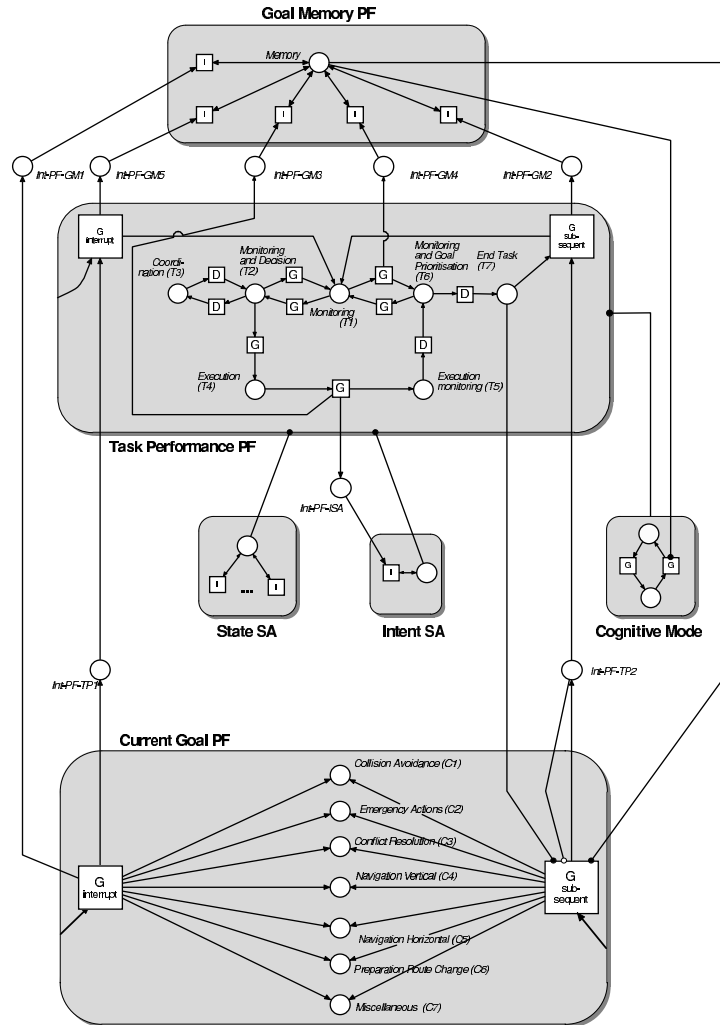 Goal Memory PF
I
Memory
I
I
I
I
Int-PF-GM1
Int-PF-GM5
Int-PF-GM3
Int-PF-GM4
Int-PF-GM2
G
interrupt
G
sub-
sequent
Coordi-
nation (T3)
Monitoring
and Decision
(T2)
Monitoring
and Goal
Prioritisation
(T6)
End Task
(T7)
D
G
G
D
D
G
G
Monitoring
(T1)
G
D
Execution
(T4)
G
Execution
monitoring (T5)
Task Performance PF
Int-PF-ISA
I
...
I
I
G
G
State SA
Intent SA
Cognitive Mode
Int-PF-TP1
Int-PF-TP2
Current Goal PF
Collision Avoidance (C1)
Emergency Actions (C2)
Conflict Resolution (C3)
G
interrupt
Navigation Vertical (C4)
G
sub-
sequent
Navigation Horizontal (C5)
Preparation Route Change (C6)
Miscellaneous (C7)